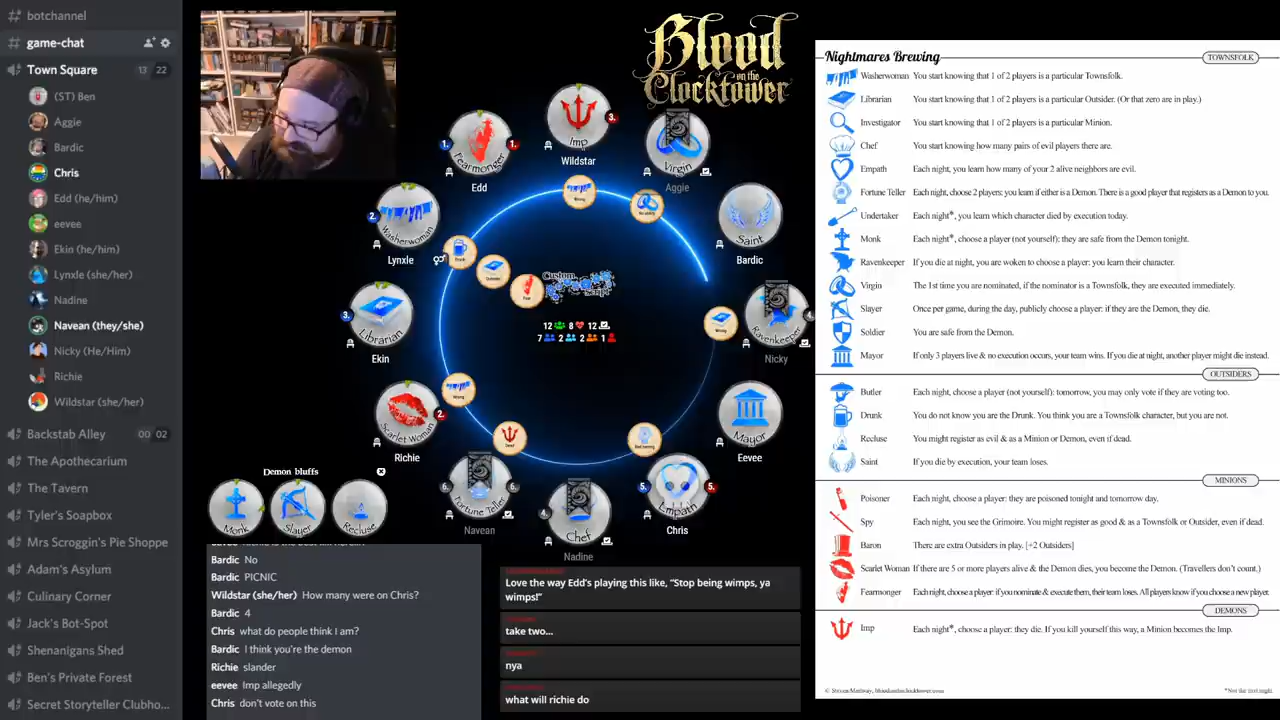 botchannel
game-chat
Town Square
13 22
(ST) Ben
Aggie
Bardic
Chris
Edd (he/him)
eevee
Ekin (he/him)
Lynxle (she/her)
Nadine
Navean (they/she)
Nicky (He/Him)
Richie
Wildstar (she/her)
Backstab Alley
00 02
The Apothecarium
The Tavern
Tyler's Soapbox
Mrs Scroggin's Pie Shoppe
Adam's Asylum
Culinary Corner
Jack's Bot-Spot
Shenanigans Shed
Ben's Private Forest
Secret Storyteller Clubho...
Blood
on the
Clocktower
Fearmonger
Edd
Imp
Wildstar
Virgin
Aggie
Washerwoman
Lynxle
Saint
Bardic
Librarian
Ekin
Ravenkeeper
Nicky
Custom
Script
12 8 12
7 2 2 1
Scarlet Woman
Richie
Mayor
Eevee
Fortune Teller
Navean
Chef
Nadine
Empath
Chris
Demon bluffs
Monk
Slayer
Recluse
Bardic No
Bardic PICNIC
Wildstar (she/her) How many were on Chris?
Bardic 4
Chris what do people think I am?
Bardic I think you're the demon
Richie slander
eevee Imp allegedly
Chris don't vote on this
Love the way Edd's playing this like, "Stop being wimps, ya
wimps!"
take two...
nya
what will richie do
Nightmares Brewing
TOWNSFOLK
Washerwoman You start knowing that 1 of 2 players is a particular Townsfolk.
Librarian You start knowing that 1 of 2 players is a particular Outsider. (Or that zero are in play.)
Investigator You start knowing that 1 of 2 players is a particular Minion.
Chef You start knowing how many pairs of evil players there are.
Empath Each night, you learn how many of your 2 alive neighbors are evil.
Fortune Teller Each night, choose 2 players: you learn if either is a Demon. There is a good player that registers as a Demon to you.
Undertaker Each night*, you learn which character died by execution today.
Monk Each night*, choose a player (not yourself): they are safe from the Demon tonight.
Ravenkeeper If you die at night, you are woken to choose a player: you learn their character.
Virgin The 1st time you are nominated, if the nominator is a Townsfolk, they are executed immediately.
Slayer Once per game, during the day, publicly choose a player: if they are the Demon, they die.
Soldier You are safe from the Demon.
Mayor If only 3 players live & no execution occurs, your team wins. If you die at night, another player might die instead.
OUTSIDERS
Butler Each night, choose a player (not yourself): tomorrow, you may only vote if they are voting too.
Drunk You do not know you are the Drunk. You think you are a Townsfolk character, but you are not.
Recluse You might register as evil & as a Minion or Demon, even if dead.
Saint If you die by execution, your team loses.
MINIONS
Poisoner Each night, choose a player: they are poisoned tonight and tomorrow day.
Spy Each night, you see the Grimoire. You might register as good & as a Townsfolk or Outsider, even if dead.
Baron There are extra Outsiders in play. [+2 Outsiders]
Scarlet Woman If there are 5 or more players alive & the Demon dies, you become the Demon. (Travellers don't count.)
Fearmonger Each night, choose a player: if you nominate & execute them, their team loses. All players know if you choose a new player.
DEMONS
Imp Each night*, choose a player: they die. If you kill yourself this way, a Minion becomes the Imp.
*Not the first night